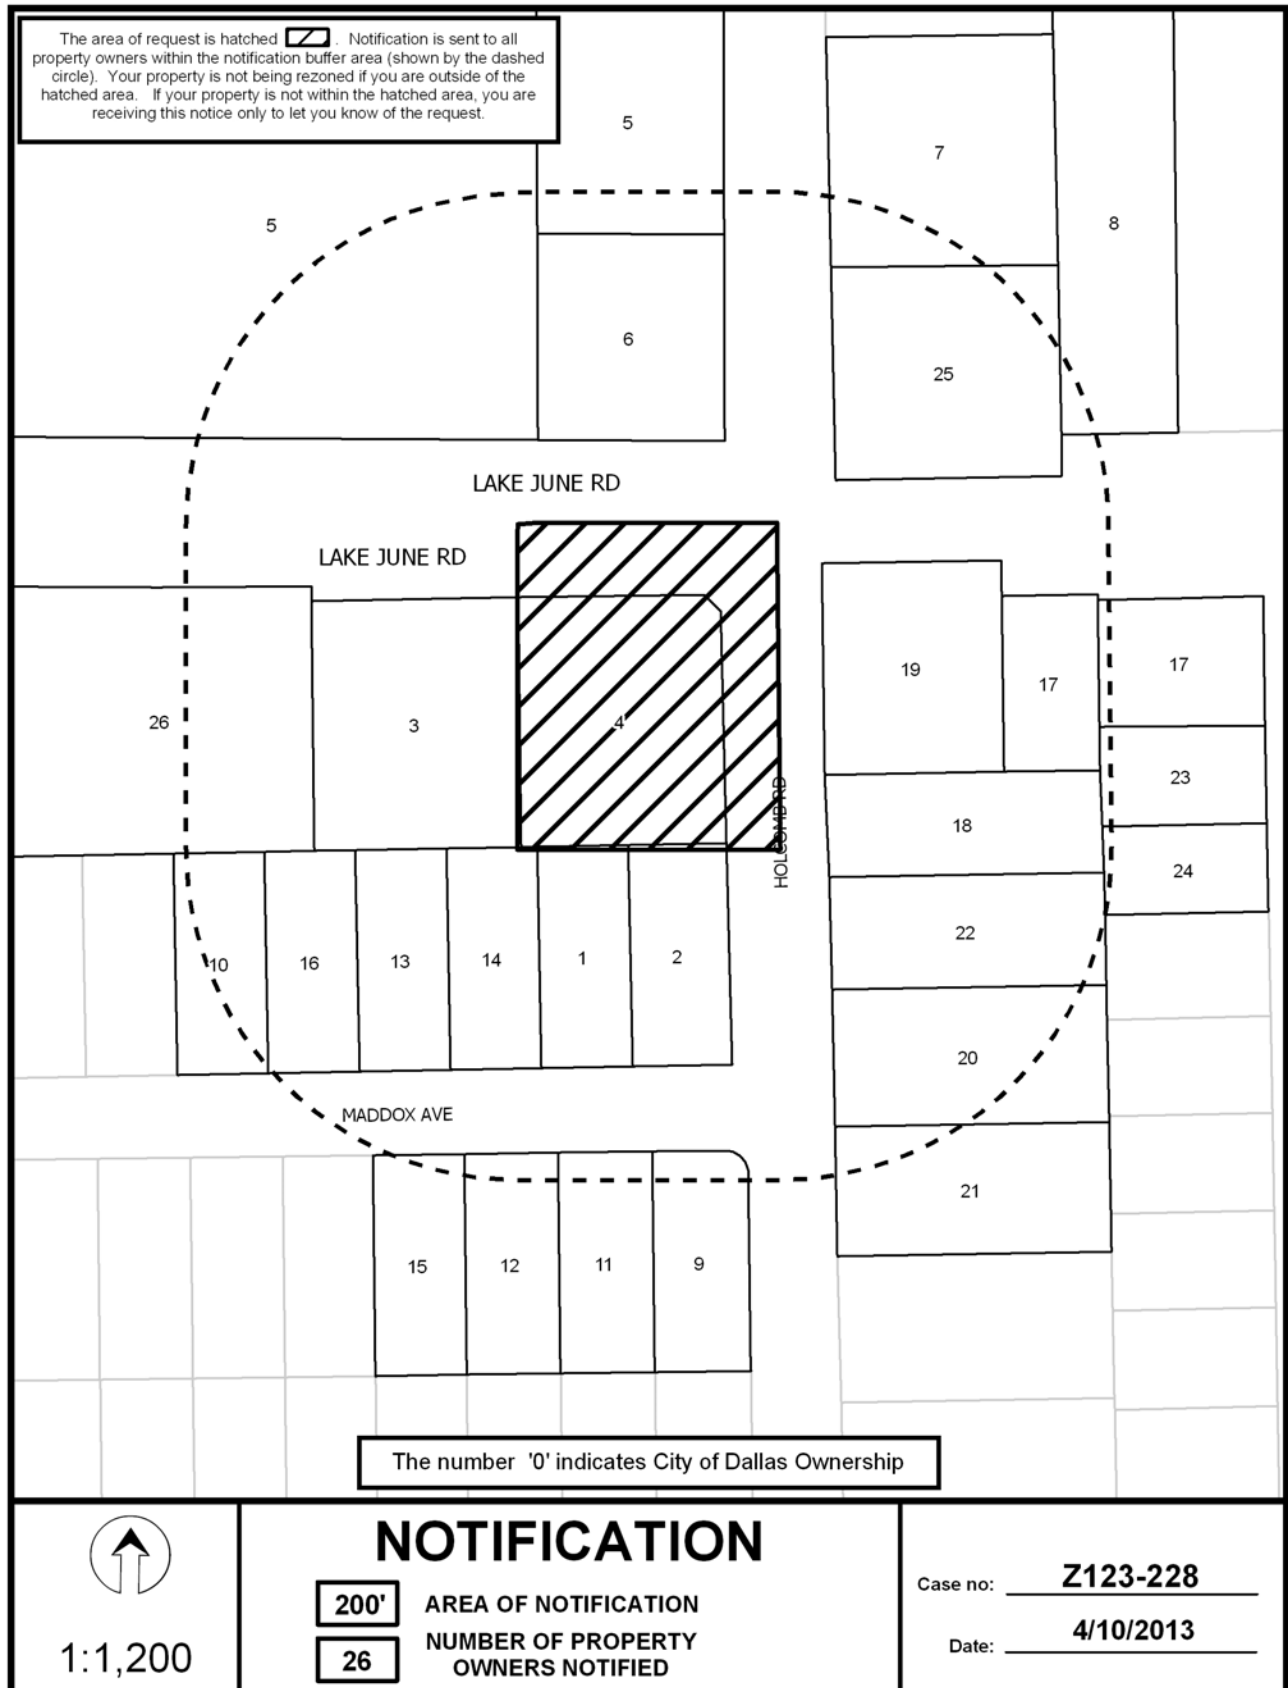 The area of request is hatched . Notification is sent to all
property owners within the notification buffer area (shown by the dashed
circle). Your property is not being rezoned if you are outside of the
hatched area. If your property is not within the hatched area, you are
receiving this notice only to let you know of the request.
5
7
5
8
6
25
LAKE JUNE RD
LAKE JUNE RD
19
17
17
26
3
4
23
HOLCOMB RD
18
24
22
10
16
13
14
1
2
20
MADDOX AVE
21
15
12
11
9
The number '0' indicates City of Dallas Ownership
1:1,200
NOTIFICATION
200' AREA OF NOTIFICATION
26 NUMBER OF PROPERTY
OWNERS NOTIFIED
Case no: Z123-228
Date: 4/10/2013